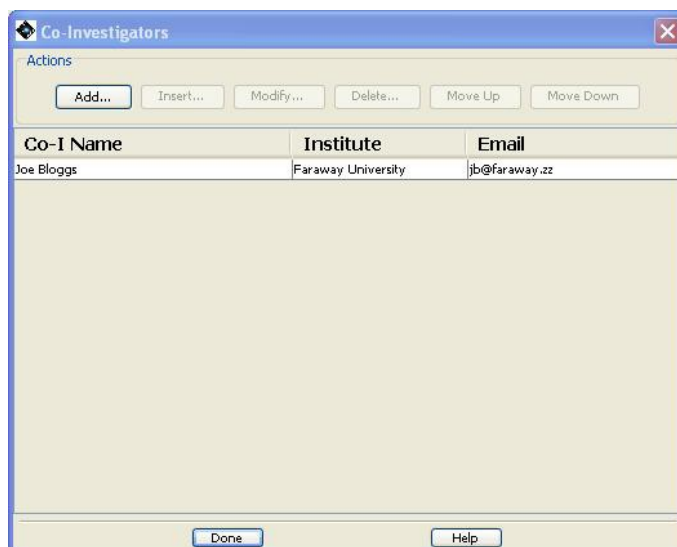 Co-Investigators
Actions
Add... Insert... Modify... Delete... Move Up Move Down
Co-I Name Institute Email
Joe Bloggs Faraway University jb@faraway.zz
Done Help